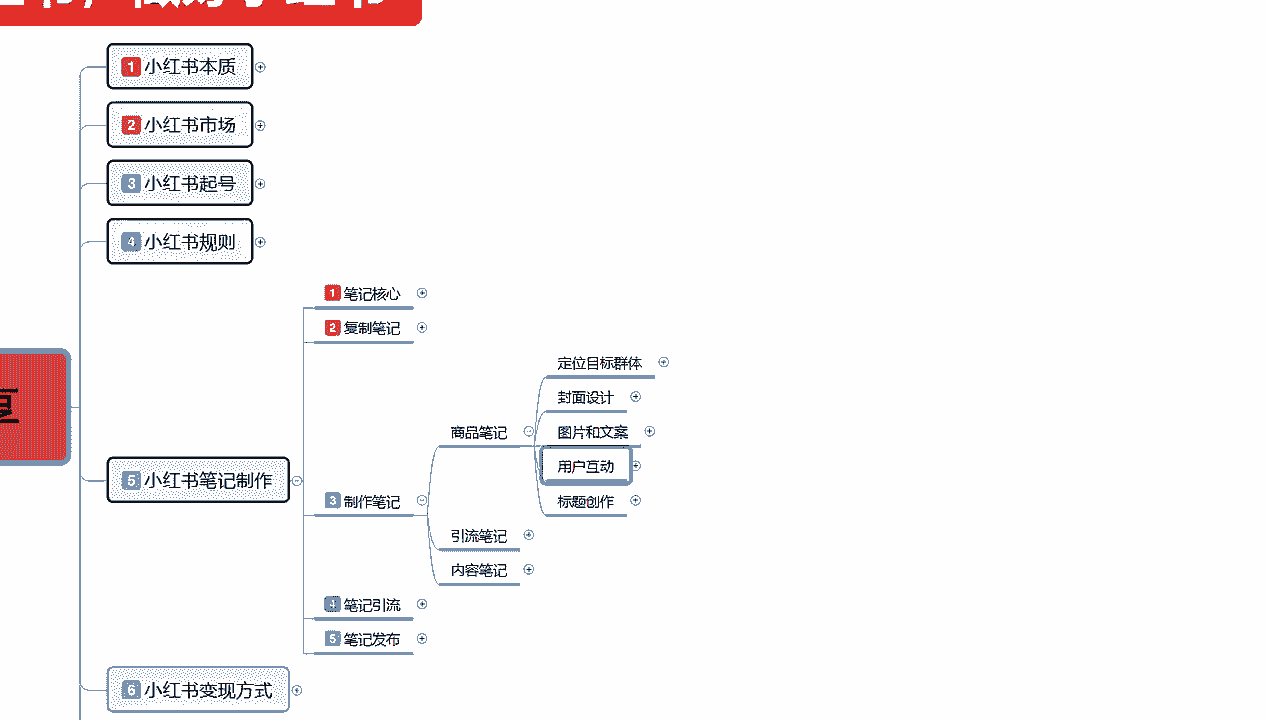 1 小红书本质
2 小红书市场
3 小红书起号
4 小红书规则
5 小红书笔记制作
1 笔记核心
2 复制笔记
3 制作笔记
商品笔记
定位目标群体
封面设计
图片和文案
用户互动
标题创作
引流笔记
内容笔记
4 笔记引流
5 笔记发布
6 小红书变现方式